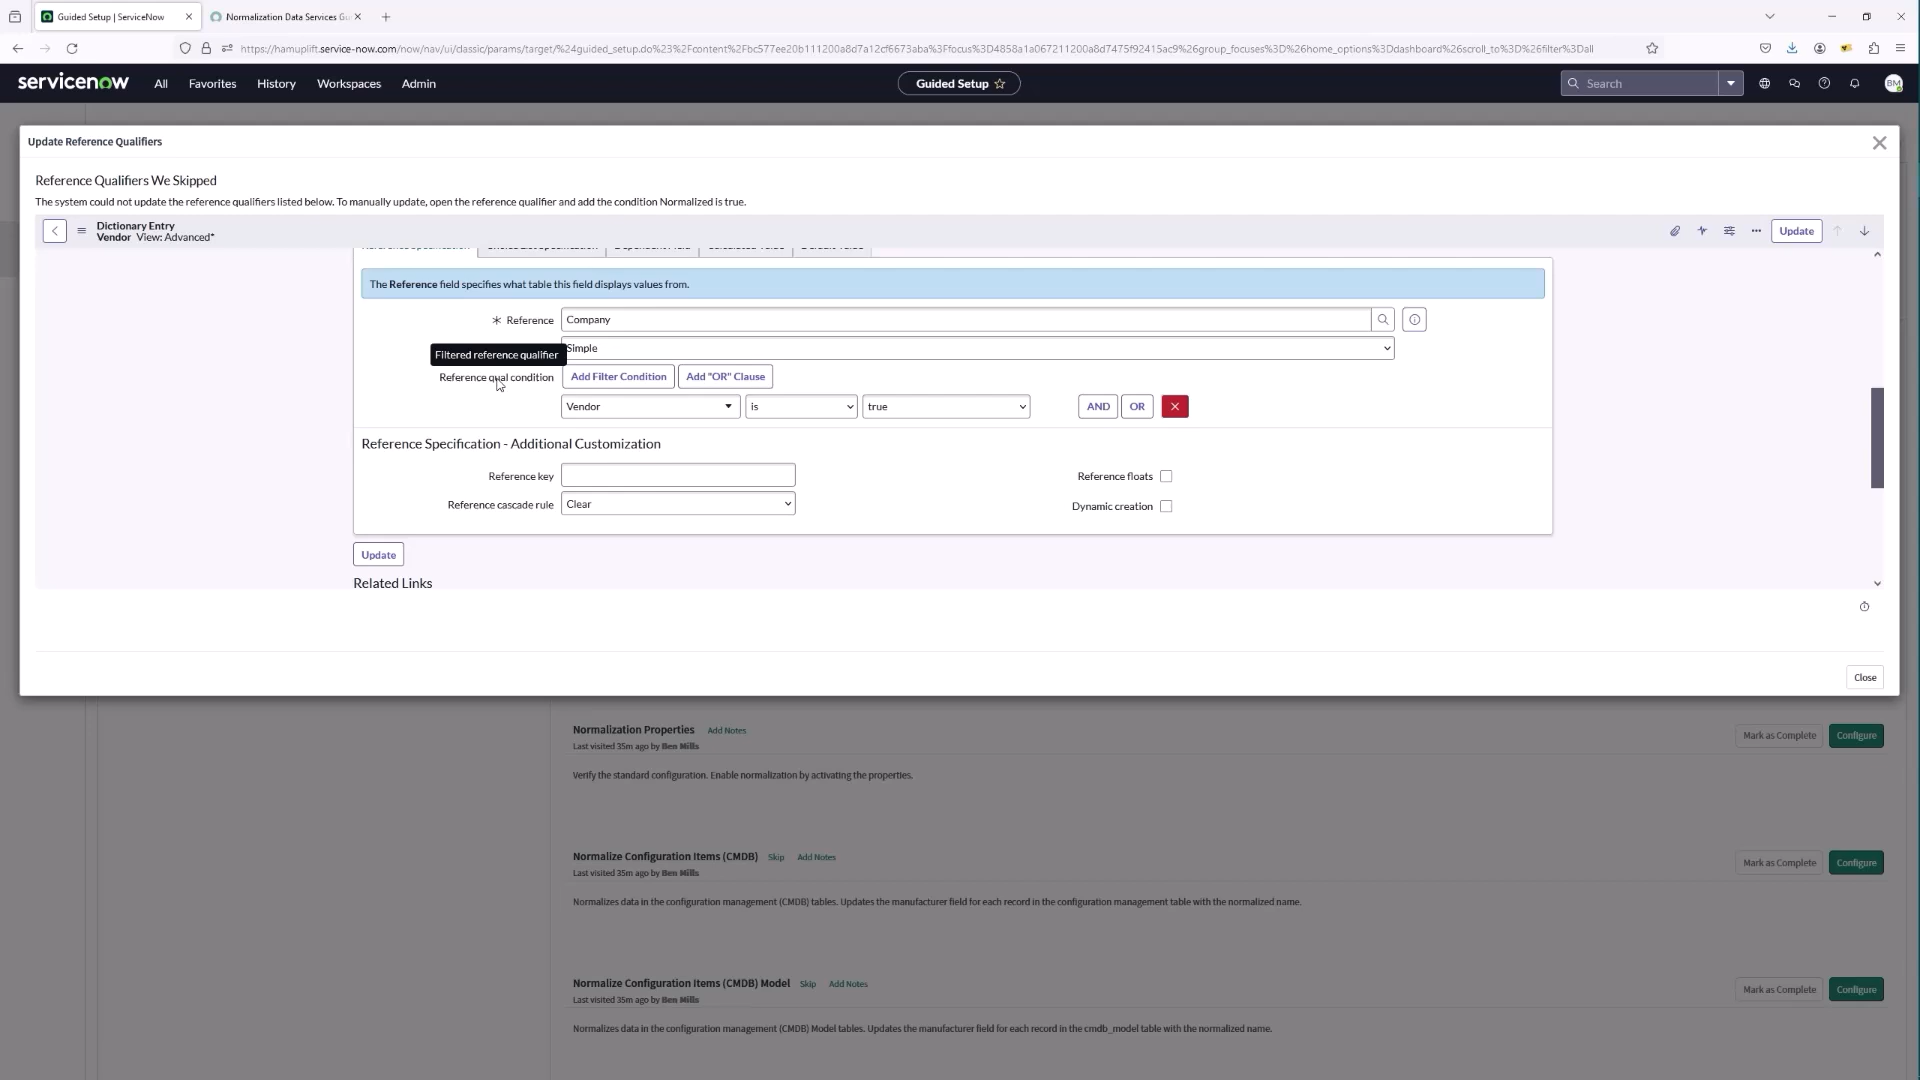 Guided Setup | ServiceNow
Normalization Data Services Gu
https://hamuplift.service-now.com/now/nav/ui/classic/params/target/%24guided_setup.do%23%2Fcontent%2Fbc577ee20b111200a8d7a12cf6673aba%3Ffocus%3D4858a1a067211200a8d7475f92415ac9%26group_focuses%3D%26home_options%3Ddashboard%26scroll_to%3D%26filter%3Dall
servicenow
All
Favorites
History
Workspaces
Admin
Guided Setup
Search
BM
Update Reference Qualifiers
Reference Qualifiers We Skipped
The system could not update the reference qualifiers listed below. To manually update, open the reference qualifier and add the condition Normalized is true.
Dictionary Entry
Vendor View: Advanced*
Update
The Reference field specifies what table this field displays values from.
Reference
Company
Filtered reference qualifier
Simple
Reference qual condition
Add Filter Condition
Add "OR" Clause
Vendor
is
true
AND
OR
Reference Specification - Additional Customization
Reference key
Reference floats
Reference cascade rule
Clear
Dynamic creation
Update
Related Links
Close
Normalization Properties Add Notes
Last visited 35m ago by Ben Mills
Mark as Complete
Configure
Verify the standard configuration. Enable normalization by activating the properties.
Normalize Configuration Items (CMDB) Skip Add Notes
Last visited 35m ago by Ben Mills
Mark as Complete
Configure
Normalizes data in the configuration management (CMDB) tables. Updates the manufacturer field for each record in the configuration management table with the normalized name.
Normalize Configuration Items (CMDB) Model Skip Add Notes
Last visited 35m ago by Ben Mills
Mark as Complete
Configure
Normalizes data in the configuration management (CMDB) Model tables. Updates the manufacturer field for each record in the cmdb_model table with the normalized name.